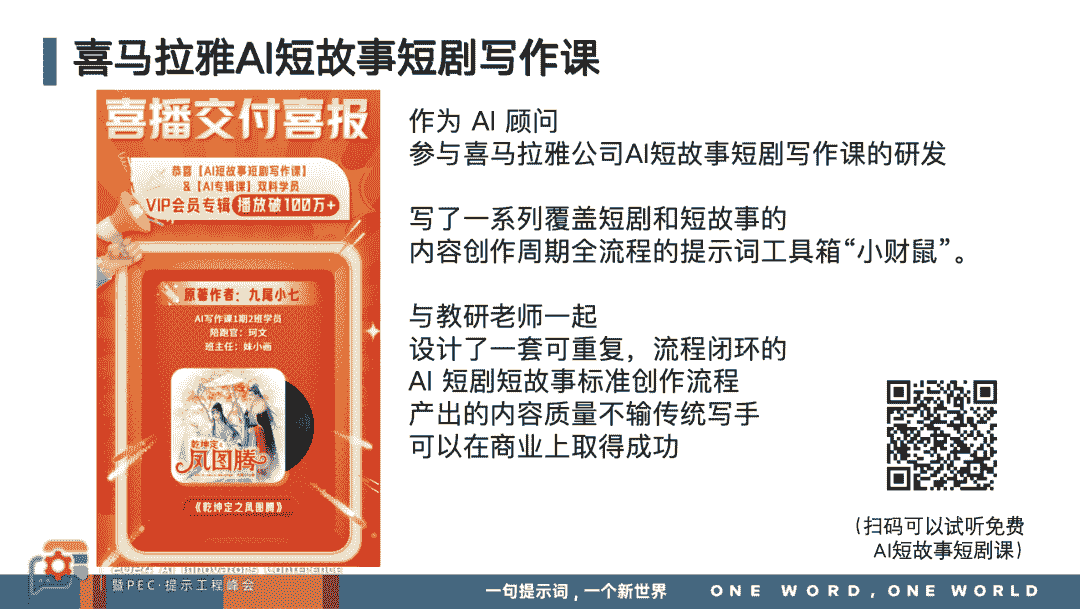 喜马拉雅AI短故事短剧写作课
喜播交付喜报
恭喜【AI短故事短剧写作课】
&【AI专辑课】双料学员
VIP会员专辑 播放破100万+
原著作者：九尾小七
AI写作课1期2班学员
陪跑官：珂文
班主任：妹小画
乾坤定之
凤图腾
《乾坤定之凤图腾》
作为 AI 顾问
参与喜马拉雅公司AI短故事短剧写作课的研发
写了一系列覆盖短剧和短故事的
内容创作周期全流程的提示词工具箱“小财鼠”。
与教研老师一起
设计了一套可重复，流程闭环的
AI 短剧短故事标准创作流程
产出的内容质量不输传统写手
可以在商业上取得成功
（扫码可以试听免费
AI短故事短剧课）
2024 AI Innovators Conference
暨PEC·提示工程峰会
一句提示词，一个新世界
ONE WORD, ONE WORLD